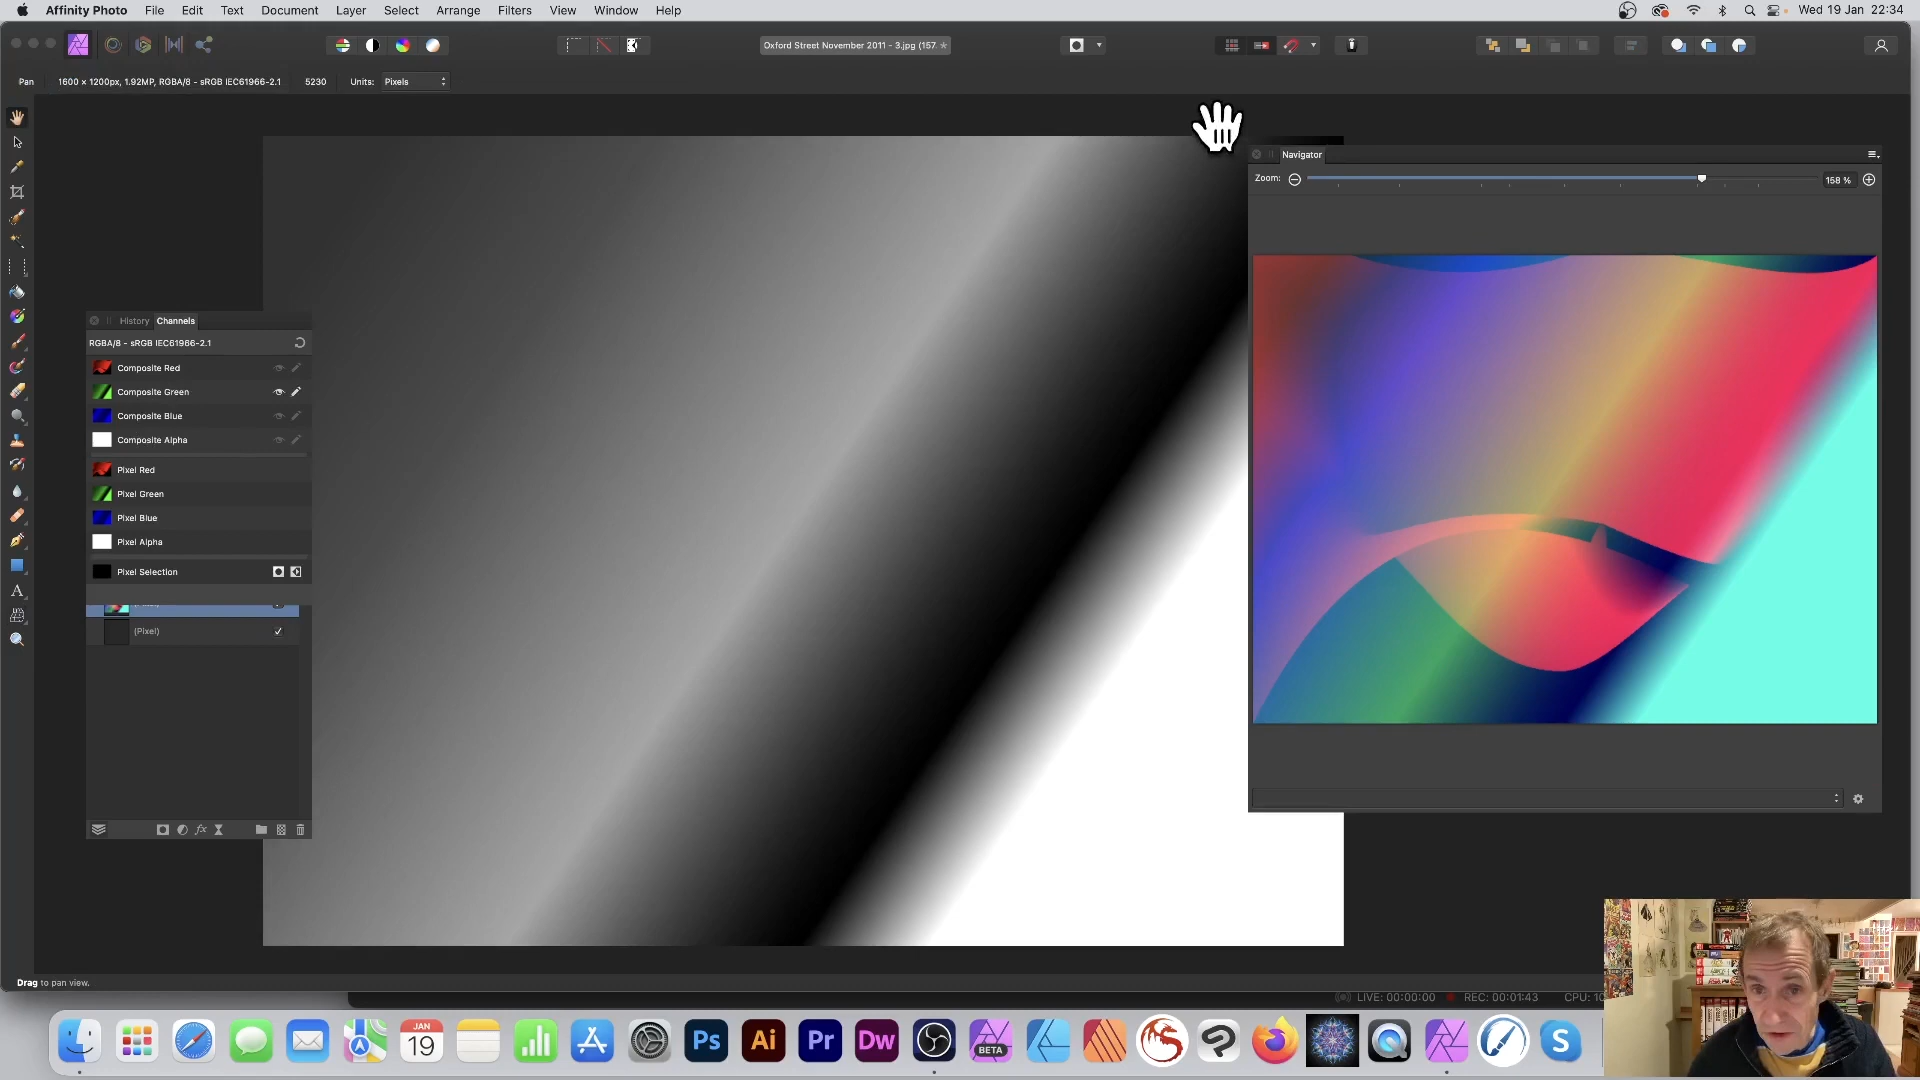 Affinity Photo File Edit Text Document Layer Select Arrange Filters View Window Help Wed 19 Jan 22:34
Oxford Street November 2011 - 3.jpg (157.
Pan 1600 × 1200px, 1.92MP, RGBA/8 - sRGB IEC61966-2.1 5230 Units: Pixels
Navigator
Zoom: 158 %
History Channels
RGBA/8 - sRGB IEC61966-2.1
Composite Red
Composite Green
Composite Blue
Composite Alpha
Pixel Red
Pixel Green
Pixel Blue
Pixel Alpha
Pixel Selection
(Pixel)
Drag to pan view.
LIVE: 00:00:00 REC: 00:01:43 CPU: 10
JAN
19
Ps
Ai
Pr
Dw
BETA
S